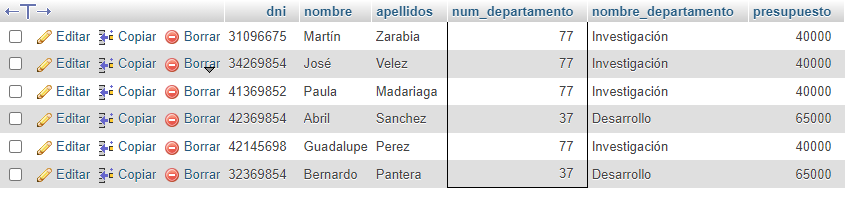 dni nombre apellidos num_departamento nombre_departamento presupuesto
Editar Copiar Borrar 31096675 Martín Zarabia 77 Investigación 40000
Editar Copiar Borrar 34269854 José Velez 77 Investigación 40000
Editar Copiar Borrar 41369852 Paula Madariaga 77 Investigación 40000
Editar Copiar Borrar 42369854 Abril Sanchez 37 Desarrollo 65000
Editar Copiar Borrar 42145698 Guadalupe Perez 77 Investigación 40000
Editar Copiar Borrar 32369854 Bernardo Pantera 37 Desarrollo 65000